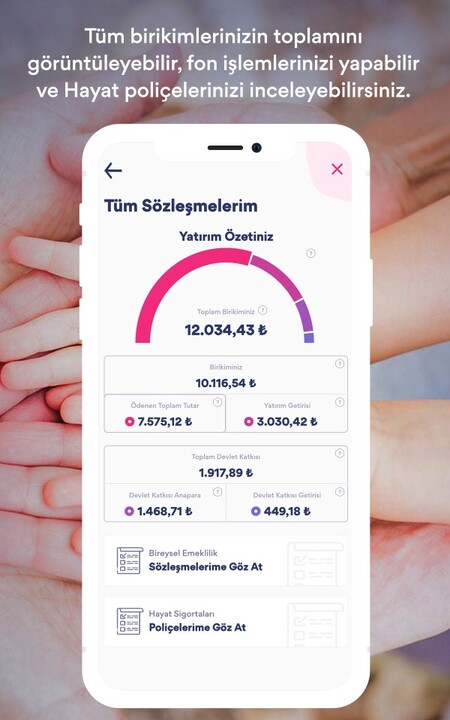 Tüm birikimlerinizin toplamını
görüntüleyebilir, fon işlemlerinizi yapabilir
ve Hayat poliçelerinizi inceleyebilirsiniz.
Tüm Sözleşmelerim
Yatırım Özetiniz
?
Toplam Birikiminiz ?
12.034,43 ₺
Birikiminiz ?
10.116,54 ₺
Ödenen Toplam Tutar ?
7.575,12 ₺
Yatırım Getirisi ?
3.030,42 ₺
Toplam Devlet Katkısı ?
1.917,89 ₺
Devlet Katkısı Anapara
1.468,71 ₺
Devlet Katkısı Getirisi ?
449,18 ₺
Bireysel Emeklilik
Sözleşmelerime Göz At
Hayat Sigortaları
Poliçelerime Göz At